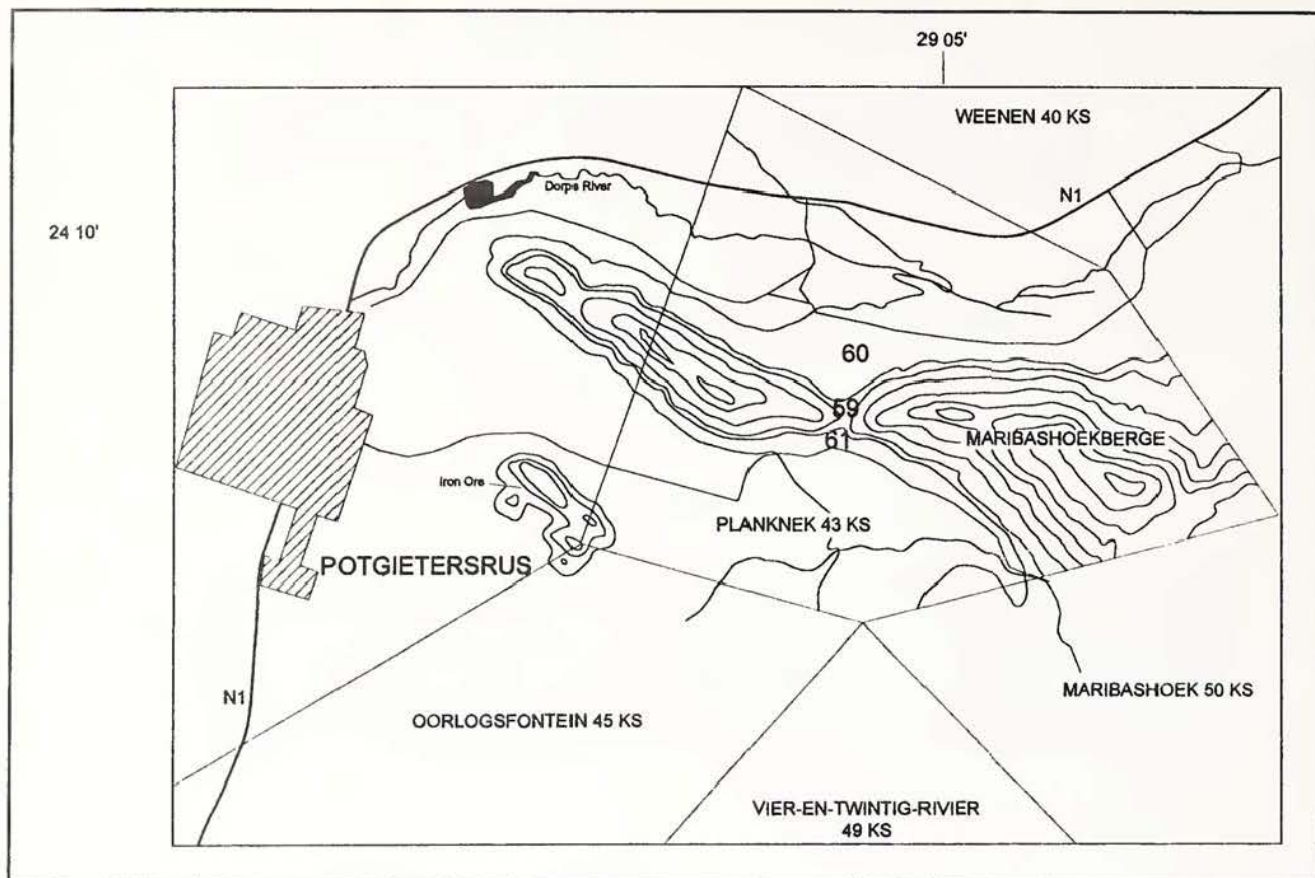 29 05'
WEENEN 40 KS
N1
Dorps River
24 10'
60
59
MARIBASHOEKBERGE
61
Iron Ore
PLANKNEK 43 KS
POTGIETERSRUS
MARIBASHOEK 50 KS
N1
OORLOGSFONTEIN 45 KS
VIER-EN-TWINTIG-RIVIER
49 KS